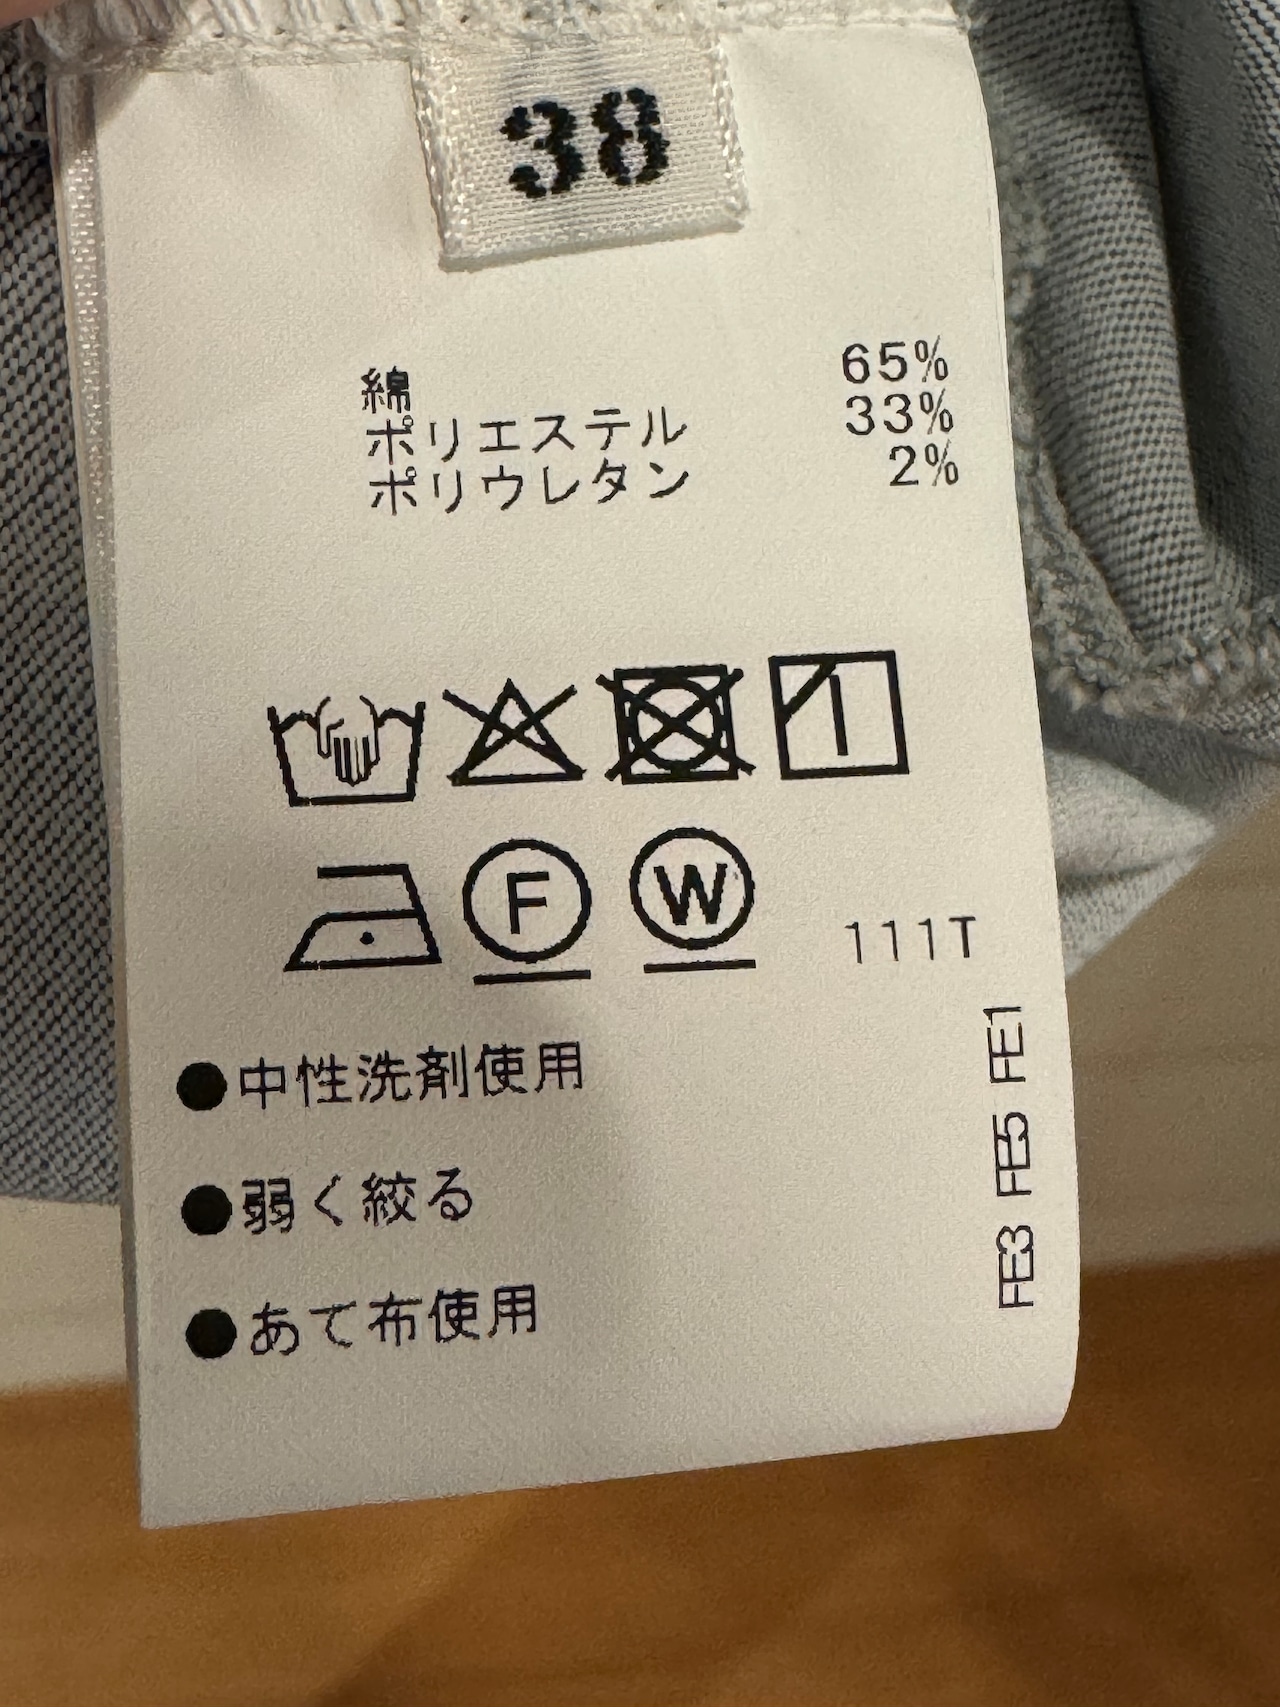 38
綿 65%
ポリエステル 33%
ポリウレタン 2%
F W 111T
●中性洗剤使用
●弱く絞る
●あて布使用
FE3 FE5 FE1